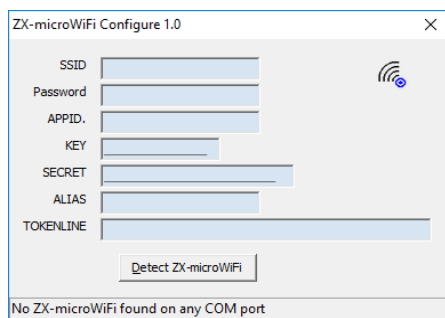 ZX-microWiFi Configure 1.0
SSID
Password
APPID.
KEY
SECRET
ALIAS
TOKENLINE
Detect ZX-microWiFi
No ZX-microWiFi found on any COM port